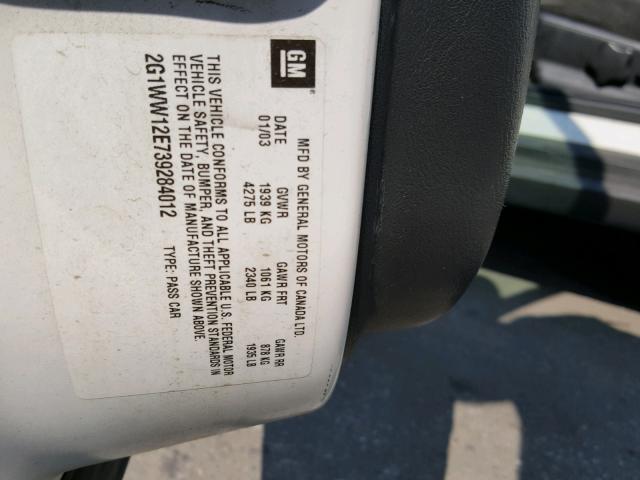 GM
®
MFD BY GENERAL MOTORS OF CANADA LTD.
DATE GVWR GAWR FRT GAWR RR
01/03 1939 KG 1061 KG 878 KG
4275 LB 2340 LB 1935 LB
THIS VEHICLE CONFORMS TO ALL APPLICABLE U.S. FEDERAL MOTOR
VEHICLE SAFETY, BUMPER, AND THEFT PREVENTION STANDARDS IN
EFFECT ON THE DATE OF MANUFACTURE SHOWN ABOVE.
2G1WW12E739284012 TYPE: PASS CAR